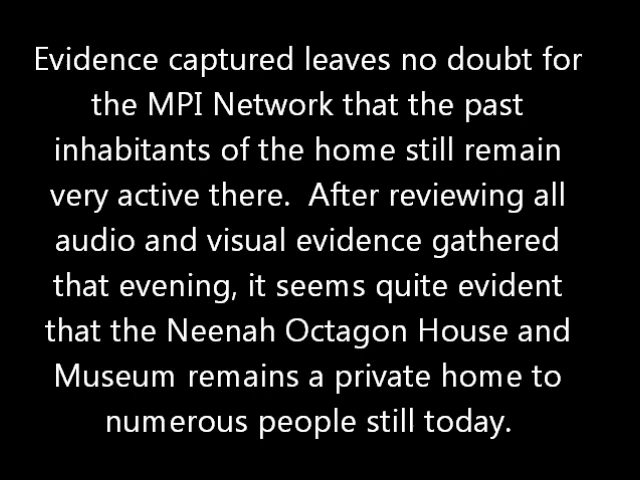 Evidence captured leaves no doubt for
the MPI Network that the past
inhabitants of the home still remain
very active there.  After reviewing all
audio and visual evidence gathered
that evening, it seems quite evident
that the Neenah Octagon House and
Museum remains a private home to
numerous people still today.